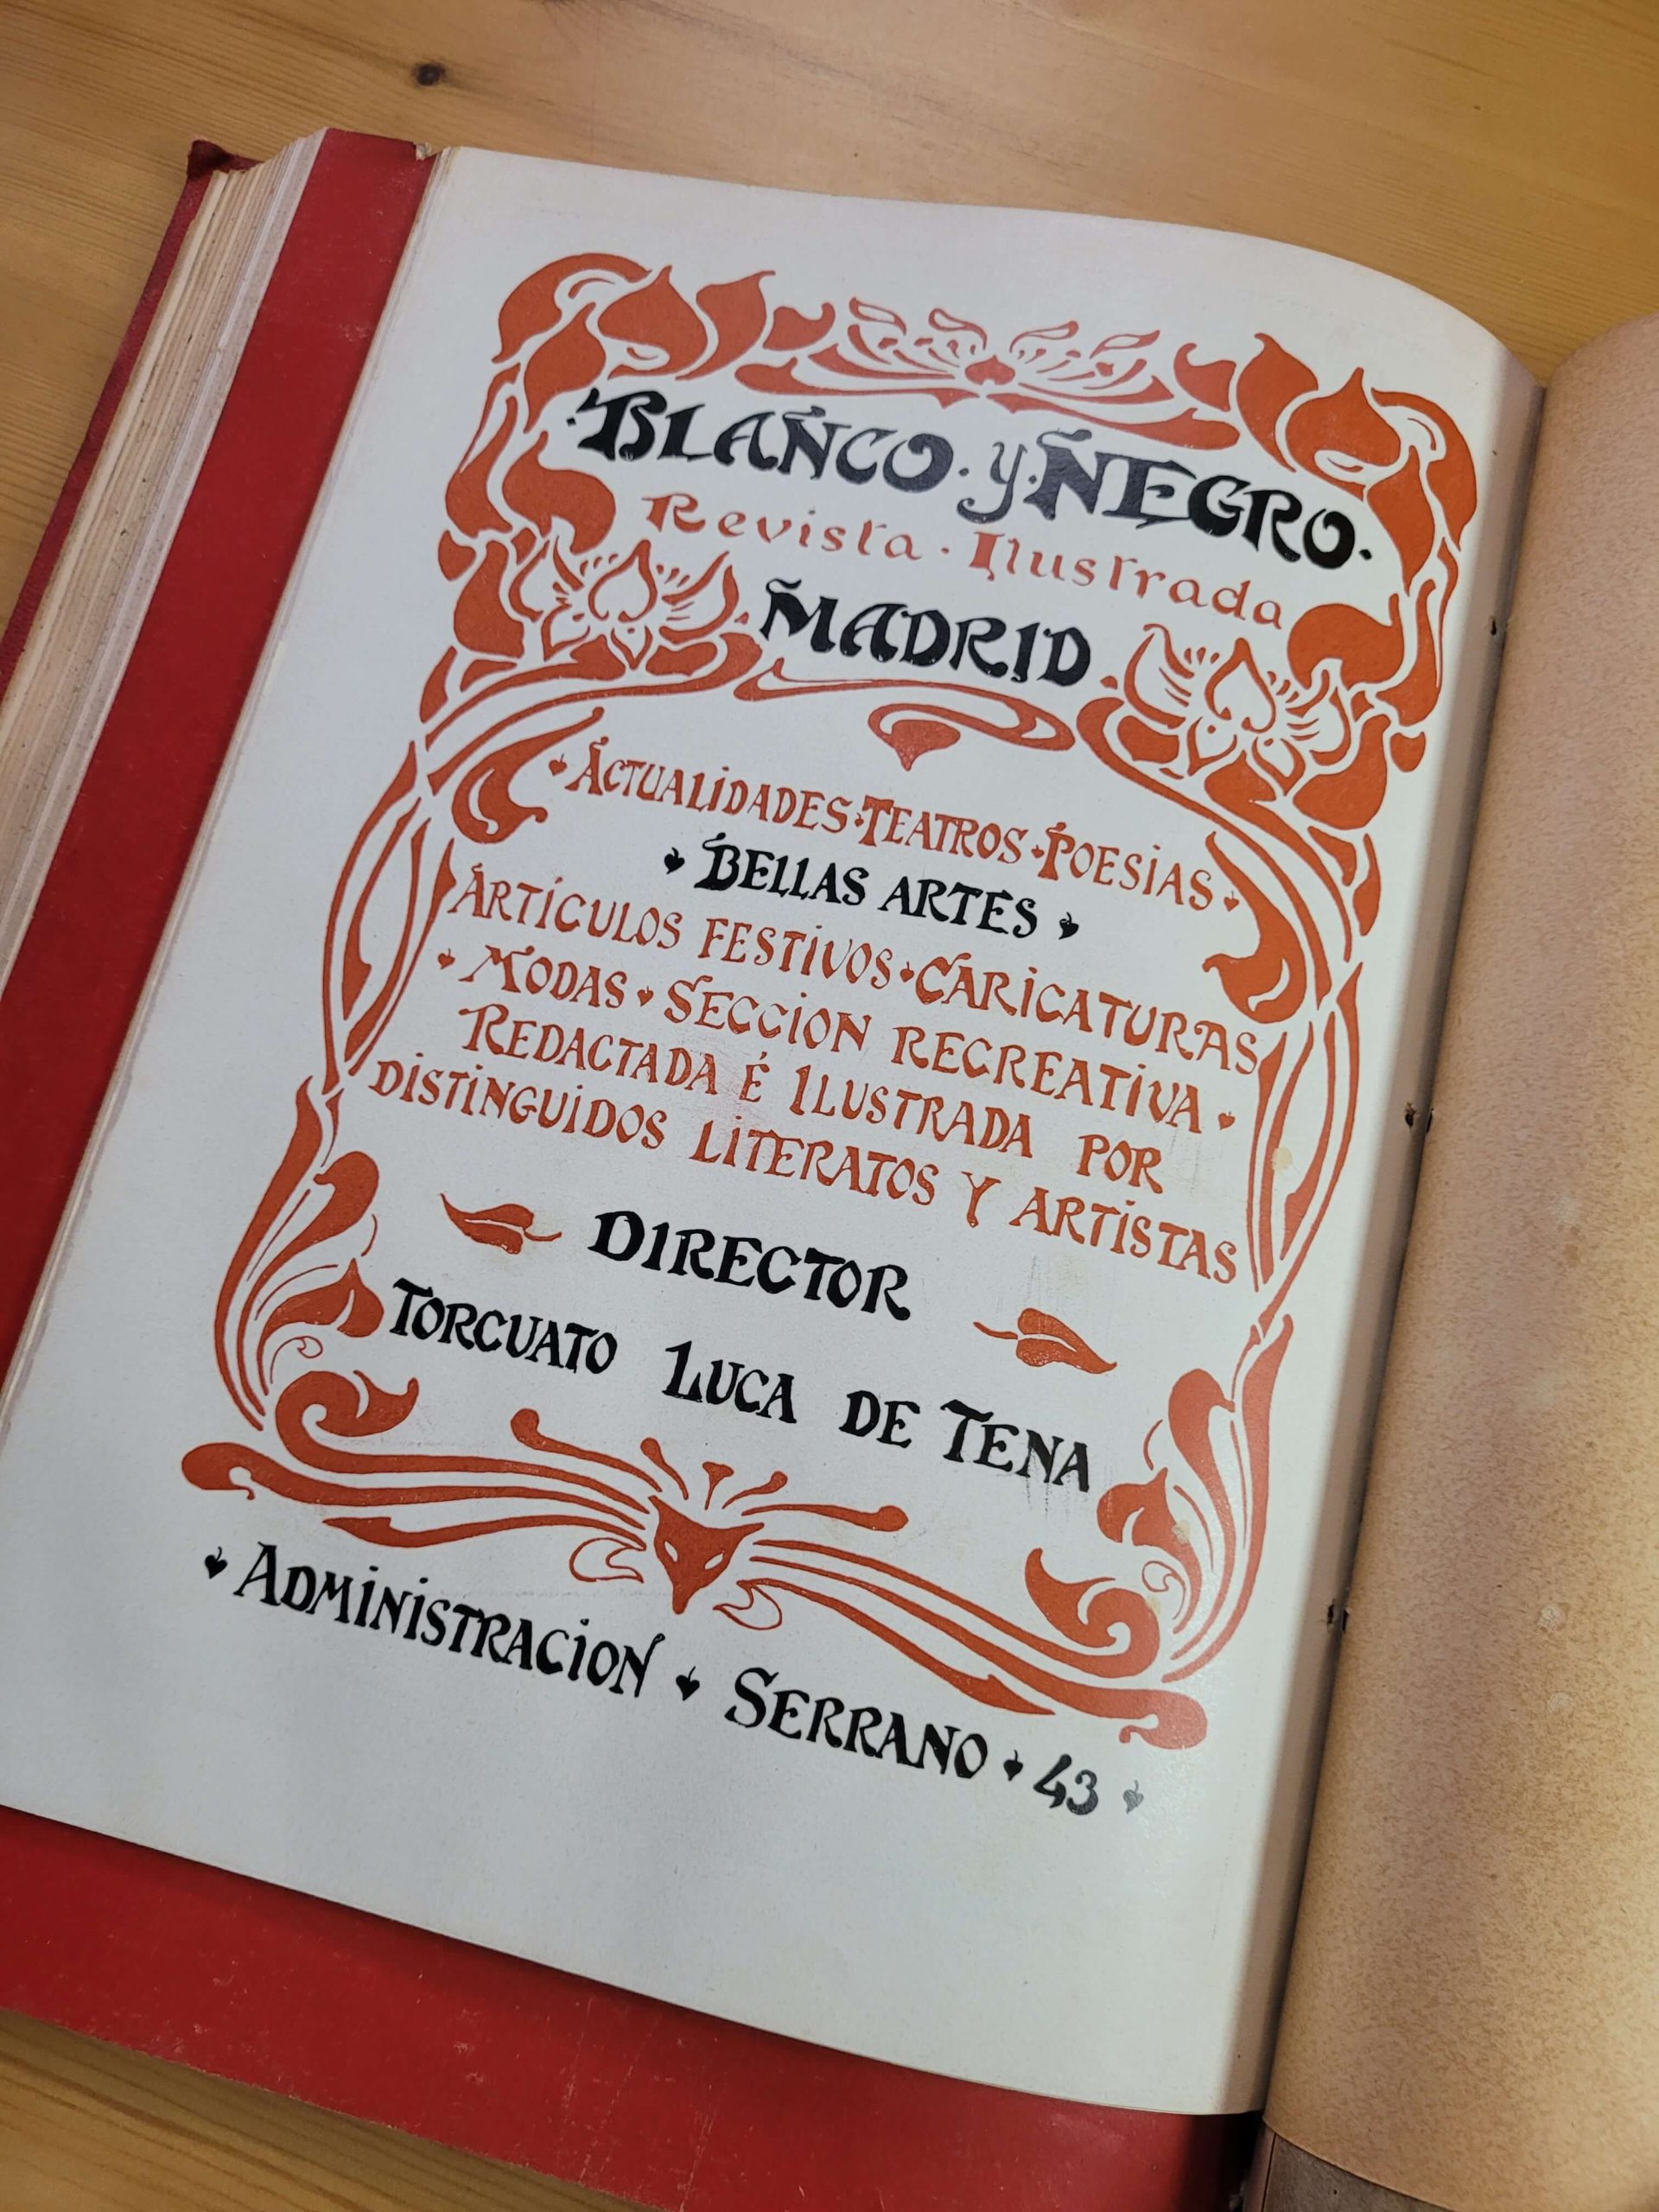 ·BLANCO·Y·NEGRO·
Revista·Ilustrada
MADRID
ACTUALIDADES·TEATROS·POESIAS
BELLAS ARTES
ARTÍCULOS FESTIVOS·CARICATURAS
MODAS·SECCION RECREATIVA
REDACTADA É ILUSTRADA POR
DISTINGUIDOS LITERATOS Y ARTISTAS
DIRECTOR
TORCUATO LUCA DE TENA
ADMINISTRACION SERRANO 43